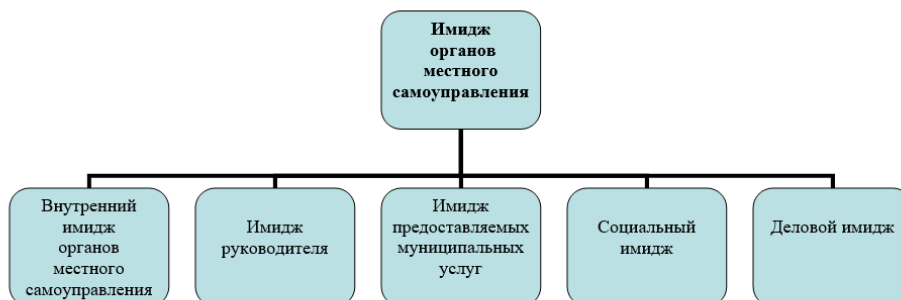 Имидж
органов
местного
самоуправления
Внутренний
имидж
органов
местного
самоуправления
Имидж
руководителя
Имидж
предоставляемых
муниципальных
услуг
Социальный
имидж
Деловой имидж